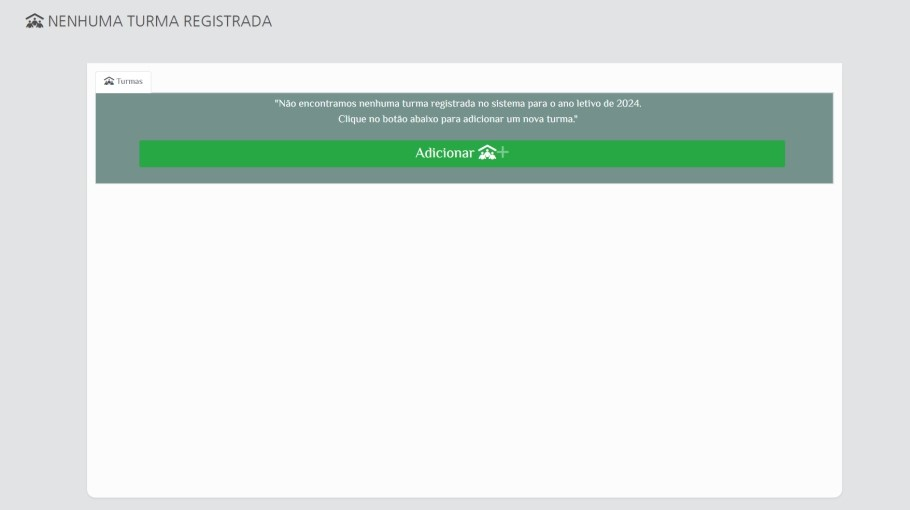 NENHUMA TURMA REGISTRADA
Turmas
"Não encontramos nenhuma turma registrada no sistema para o ano letivo de 2024.
Clique no botão abaixo para adicionar um nova turma."
Adicionar